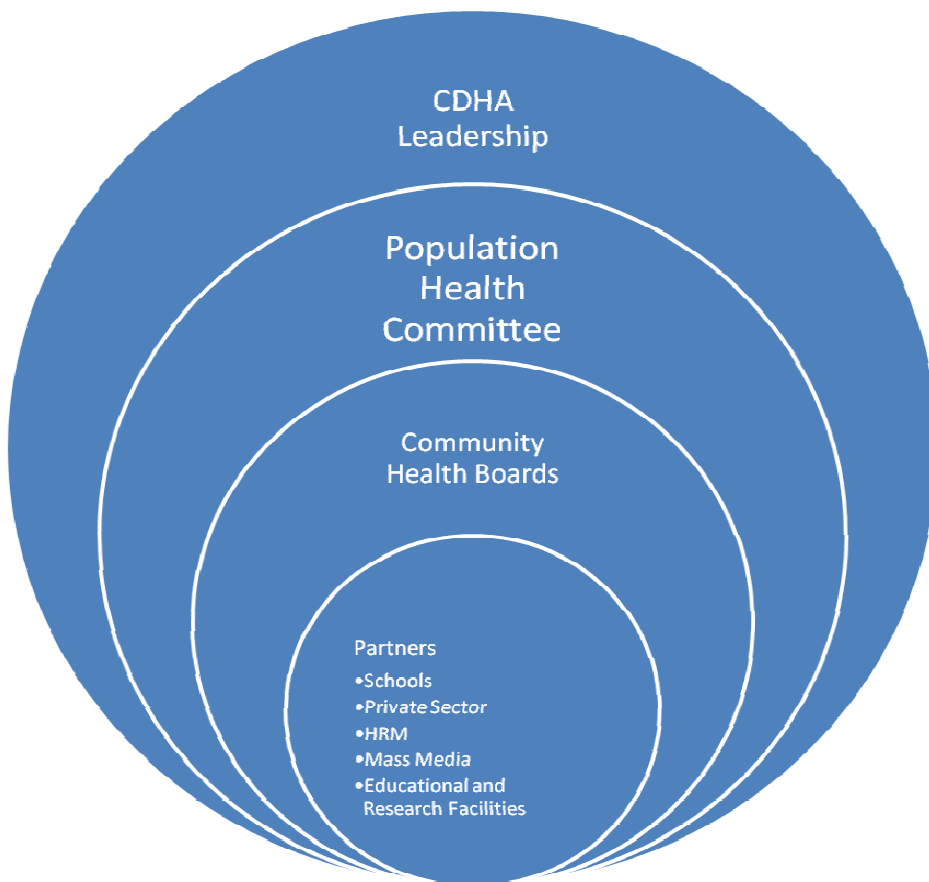 CDHA
Leadership
Population
Health
Committee
Community
Health Boards
Partners
•Schools
•Private Sector
•HRM
•Mass Media
•Educational and
Research Facilities